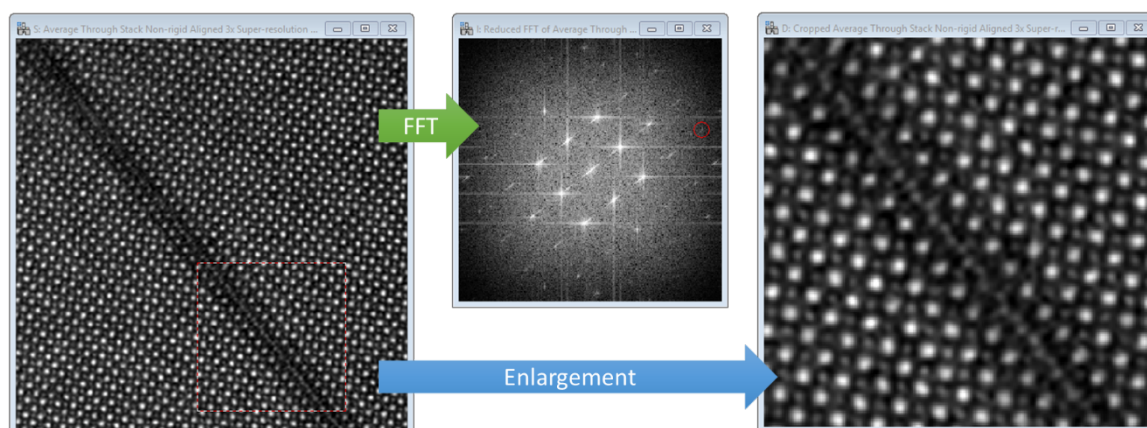 S: Average Through Stack Non-rigid Aligned 3x Super-resolution ...
I: Reduced FFT of Average Through ...
D: Cropped Average Through Stack Non-rigid Aligned 3x Super-r...
FFT
Enlargement